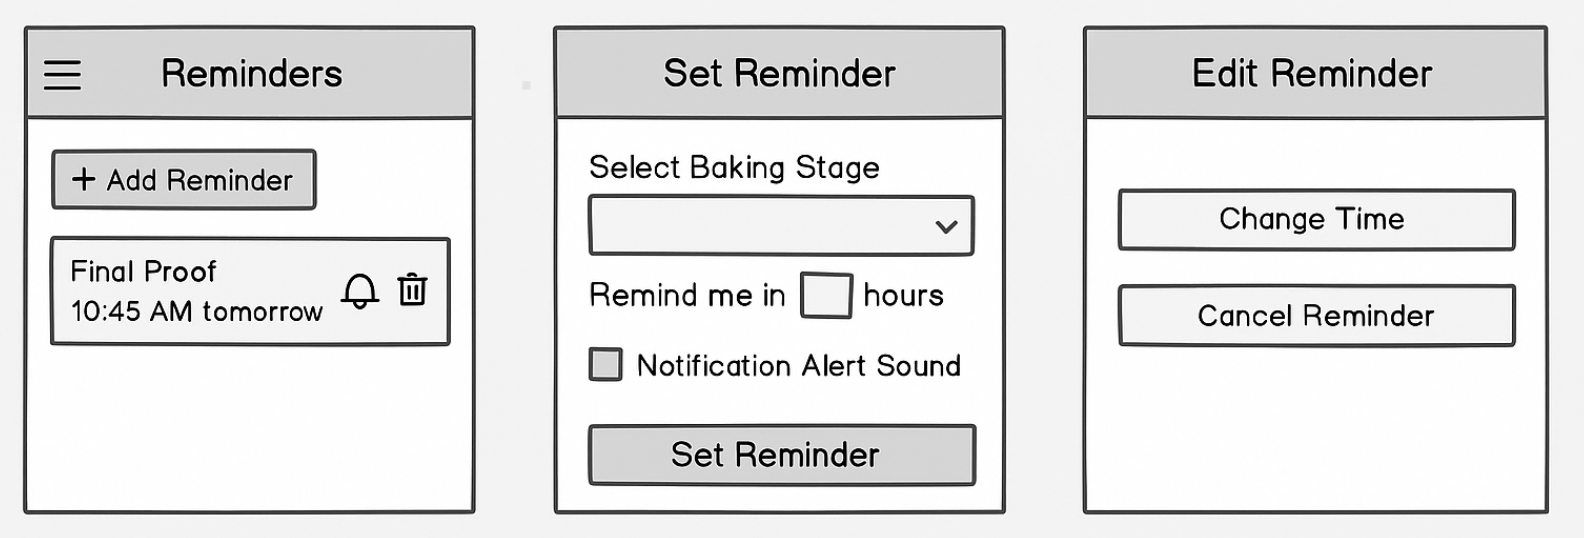 Reminders
+ Add Reminder
Final Proof
10:45 AM tomorrow
Set Reminder
Select Baking Stage
Remind me in hours
Notification Alert Sound
Set Reminder
Edit Reminder
Change Time
Cancel Reminder